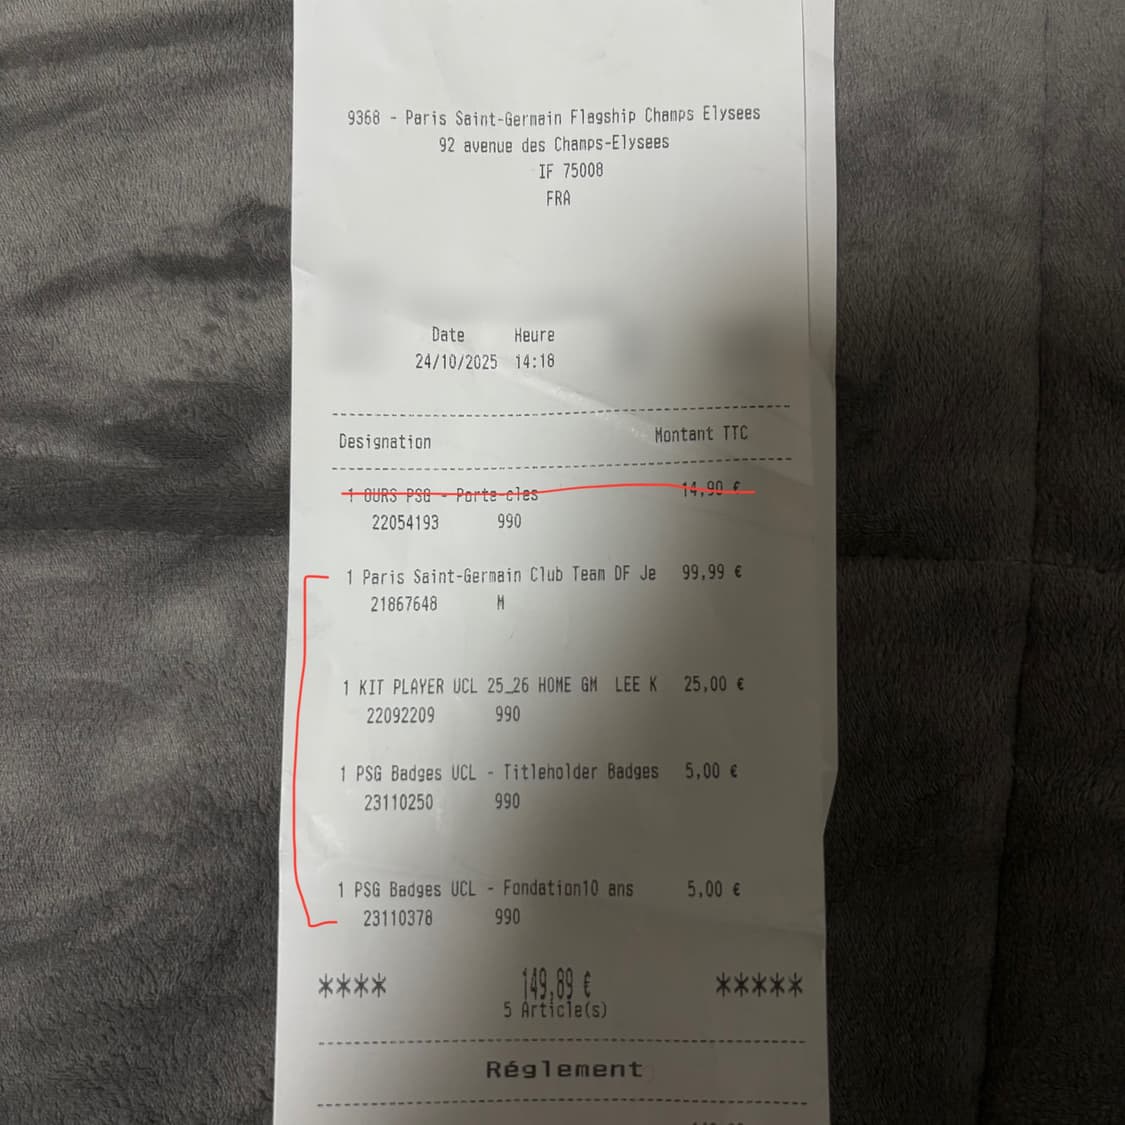 9368 - Paris Saint-Germain Flagship Champs Elysees
92 avenue des Champs-Elysees
IF 75008
FRA
Date Heure
24/10/2025 14:18
Designation Montant TTC
1 OURS PSG - Porte-cles 14,90 €
22054193 990
1 Paris Saint-Germain Club Team DF Je 99,99 €
21867648 M
1 KIT PLAYER UCL 25_26 HOME GM LEE K 25,00 €
22092209 990
1 PSG Badges UCL - Titleholder Badges 5,00 €
23110250 990
1 PSG Badges UCL - Fondation10 ans 5,00 €
23110378 990
**** 149,89 € *****
5 Article(s)
Réglement